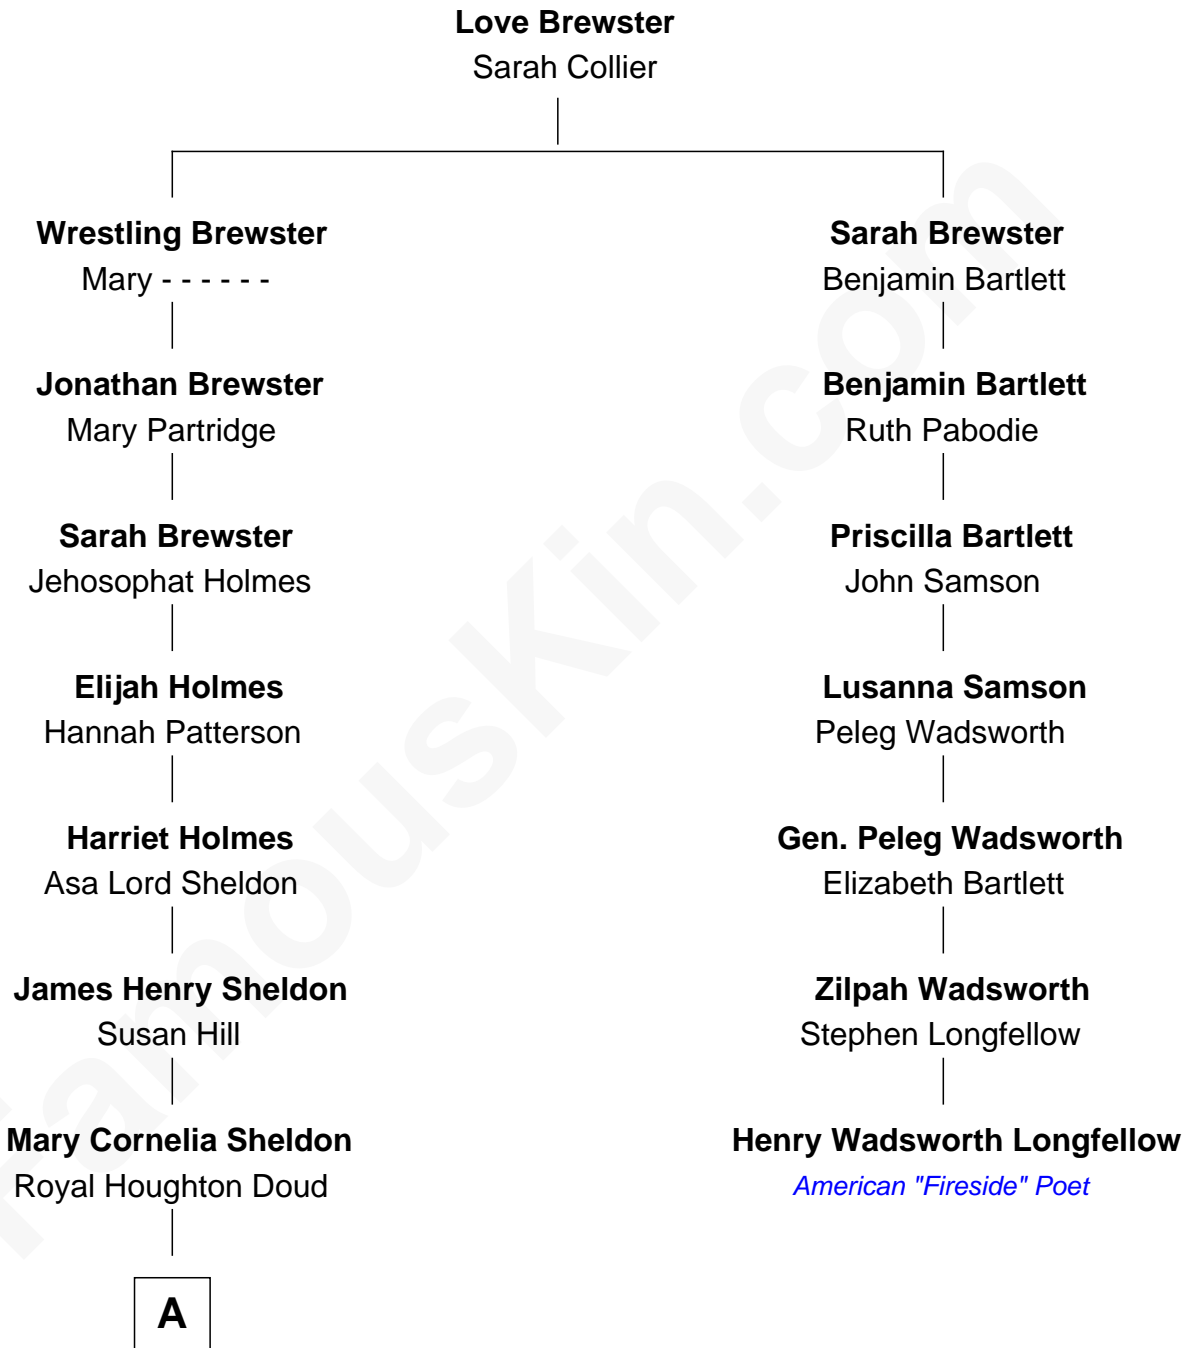 Love Brewster
Sarah Collier
Wrestling Brewster
Mary - - - - - -
Jonathan Brewster
Mary Partridge
Sarah Brewster
Jehosophat Holmes
Elijah Holmes
Hannah Patterson
Harriet Holmes
Asa Lord Sheldon
James Henry Sheldon
Susan Hill
Mary Cornelia Sheldon
Royal Houghton Doud
A
Sarah Brewster
Benjamin Bartlett
Benjamin Bartlett
Ruth Pabodie
Priscilla Bartlett
John Samson
Lusanna Samson
Peleg Wadsworth
Gen. Peleg Wadsworth
Elizabeth Bartlett
Zilpah Wadsworth
Stephen Longfellow
Henry Wadsworth Longfellow
American "Fireside" Poet
FamousKin.com